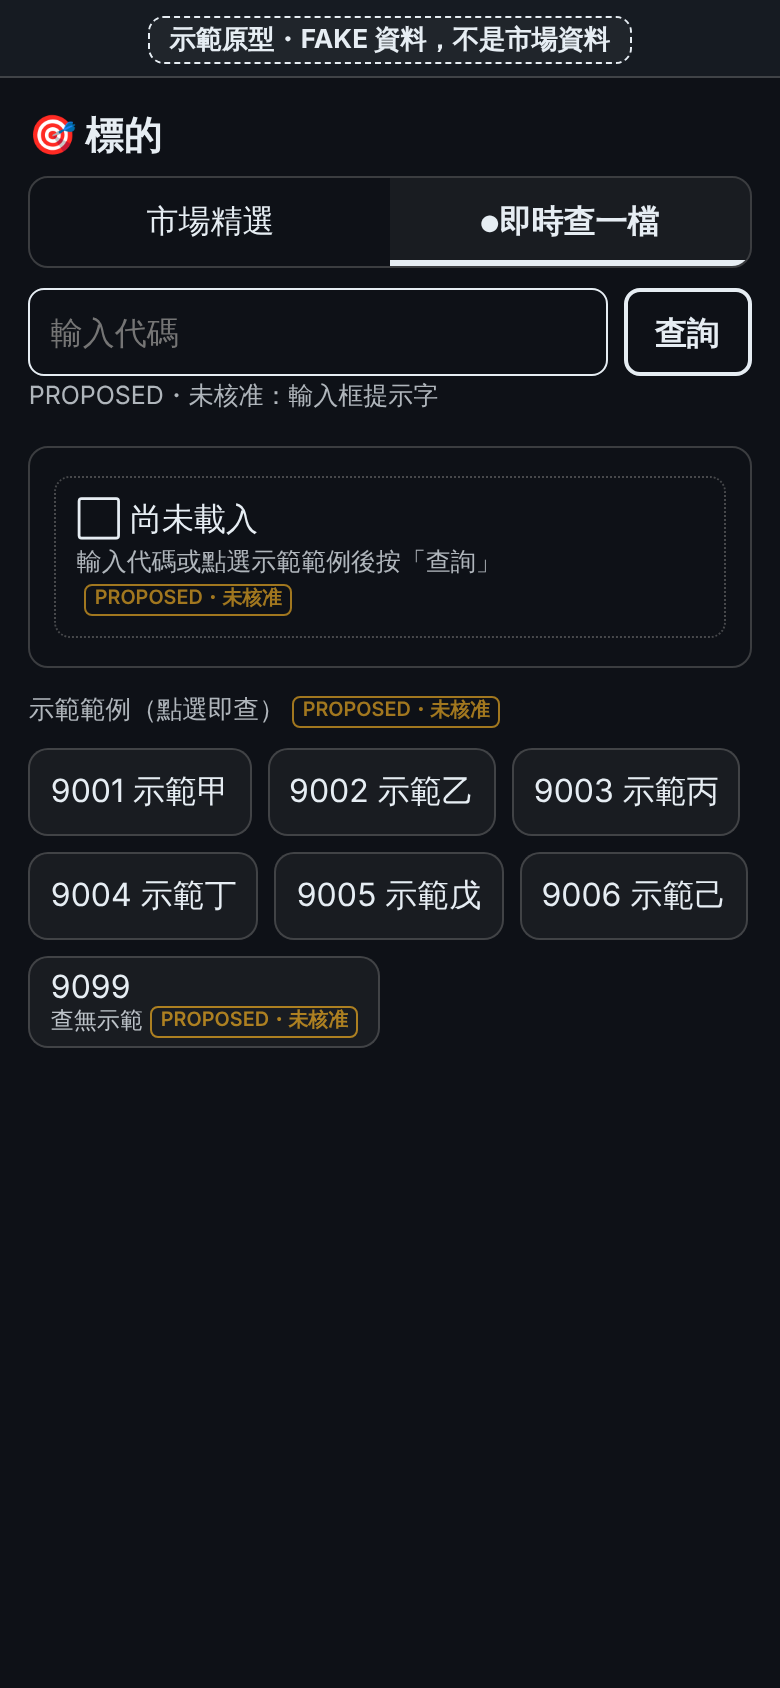 示範原型・FAKE 資料，不是市場資料
🎯 標的
市場精選
●即時查一檔
輸入代碼
查詢
PROPOSED・未核准：輸入框提示字
尚未載入
輸入代碼或點選示範範例後按「查詢」
PROPOSED・未核准
示範範例（點選即查） PROPOSED・未核准
9001 示範甲
9002 示範乙
9003 示範丙
9004 示範丁
9005 示範戊
9006 示範己
9099
查無示範 PROPOSED・未核准